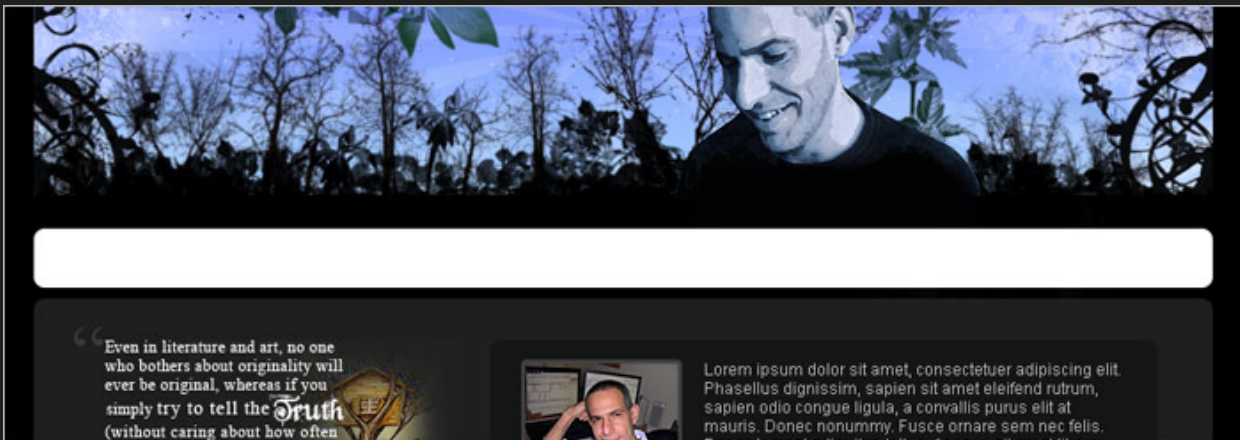 Even in literature and art, no one
who bothers about originality will
ever be original, whereas if you
simply try to tell the Truth
(without caring about how often
Lorem ipsum dolor sit amet, consectetuer adipiscing elit.
Phasellus dignissim, sapien sit amet eleifend rutrum,
sapien odio congue ligula, a convallis purus elit at
mauris. Donec nonummy. Fusce ornare sem nec felis.